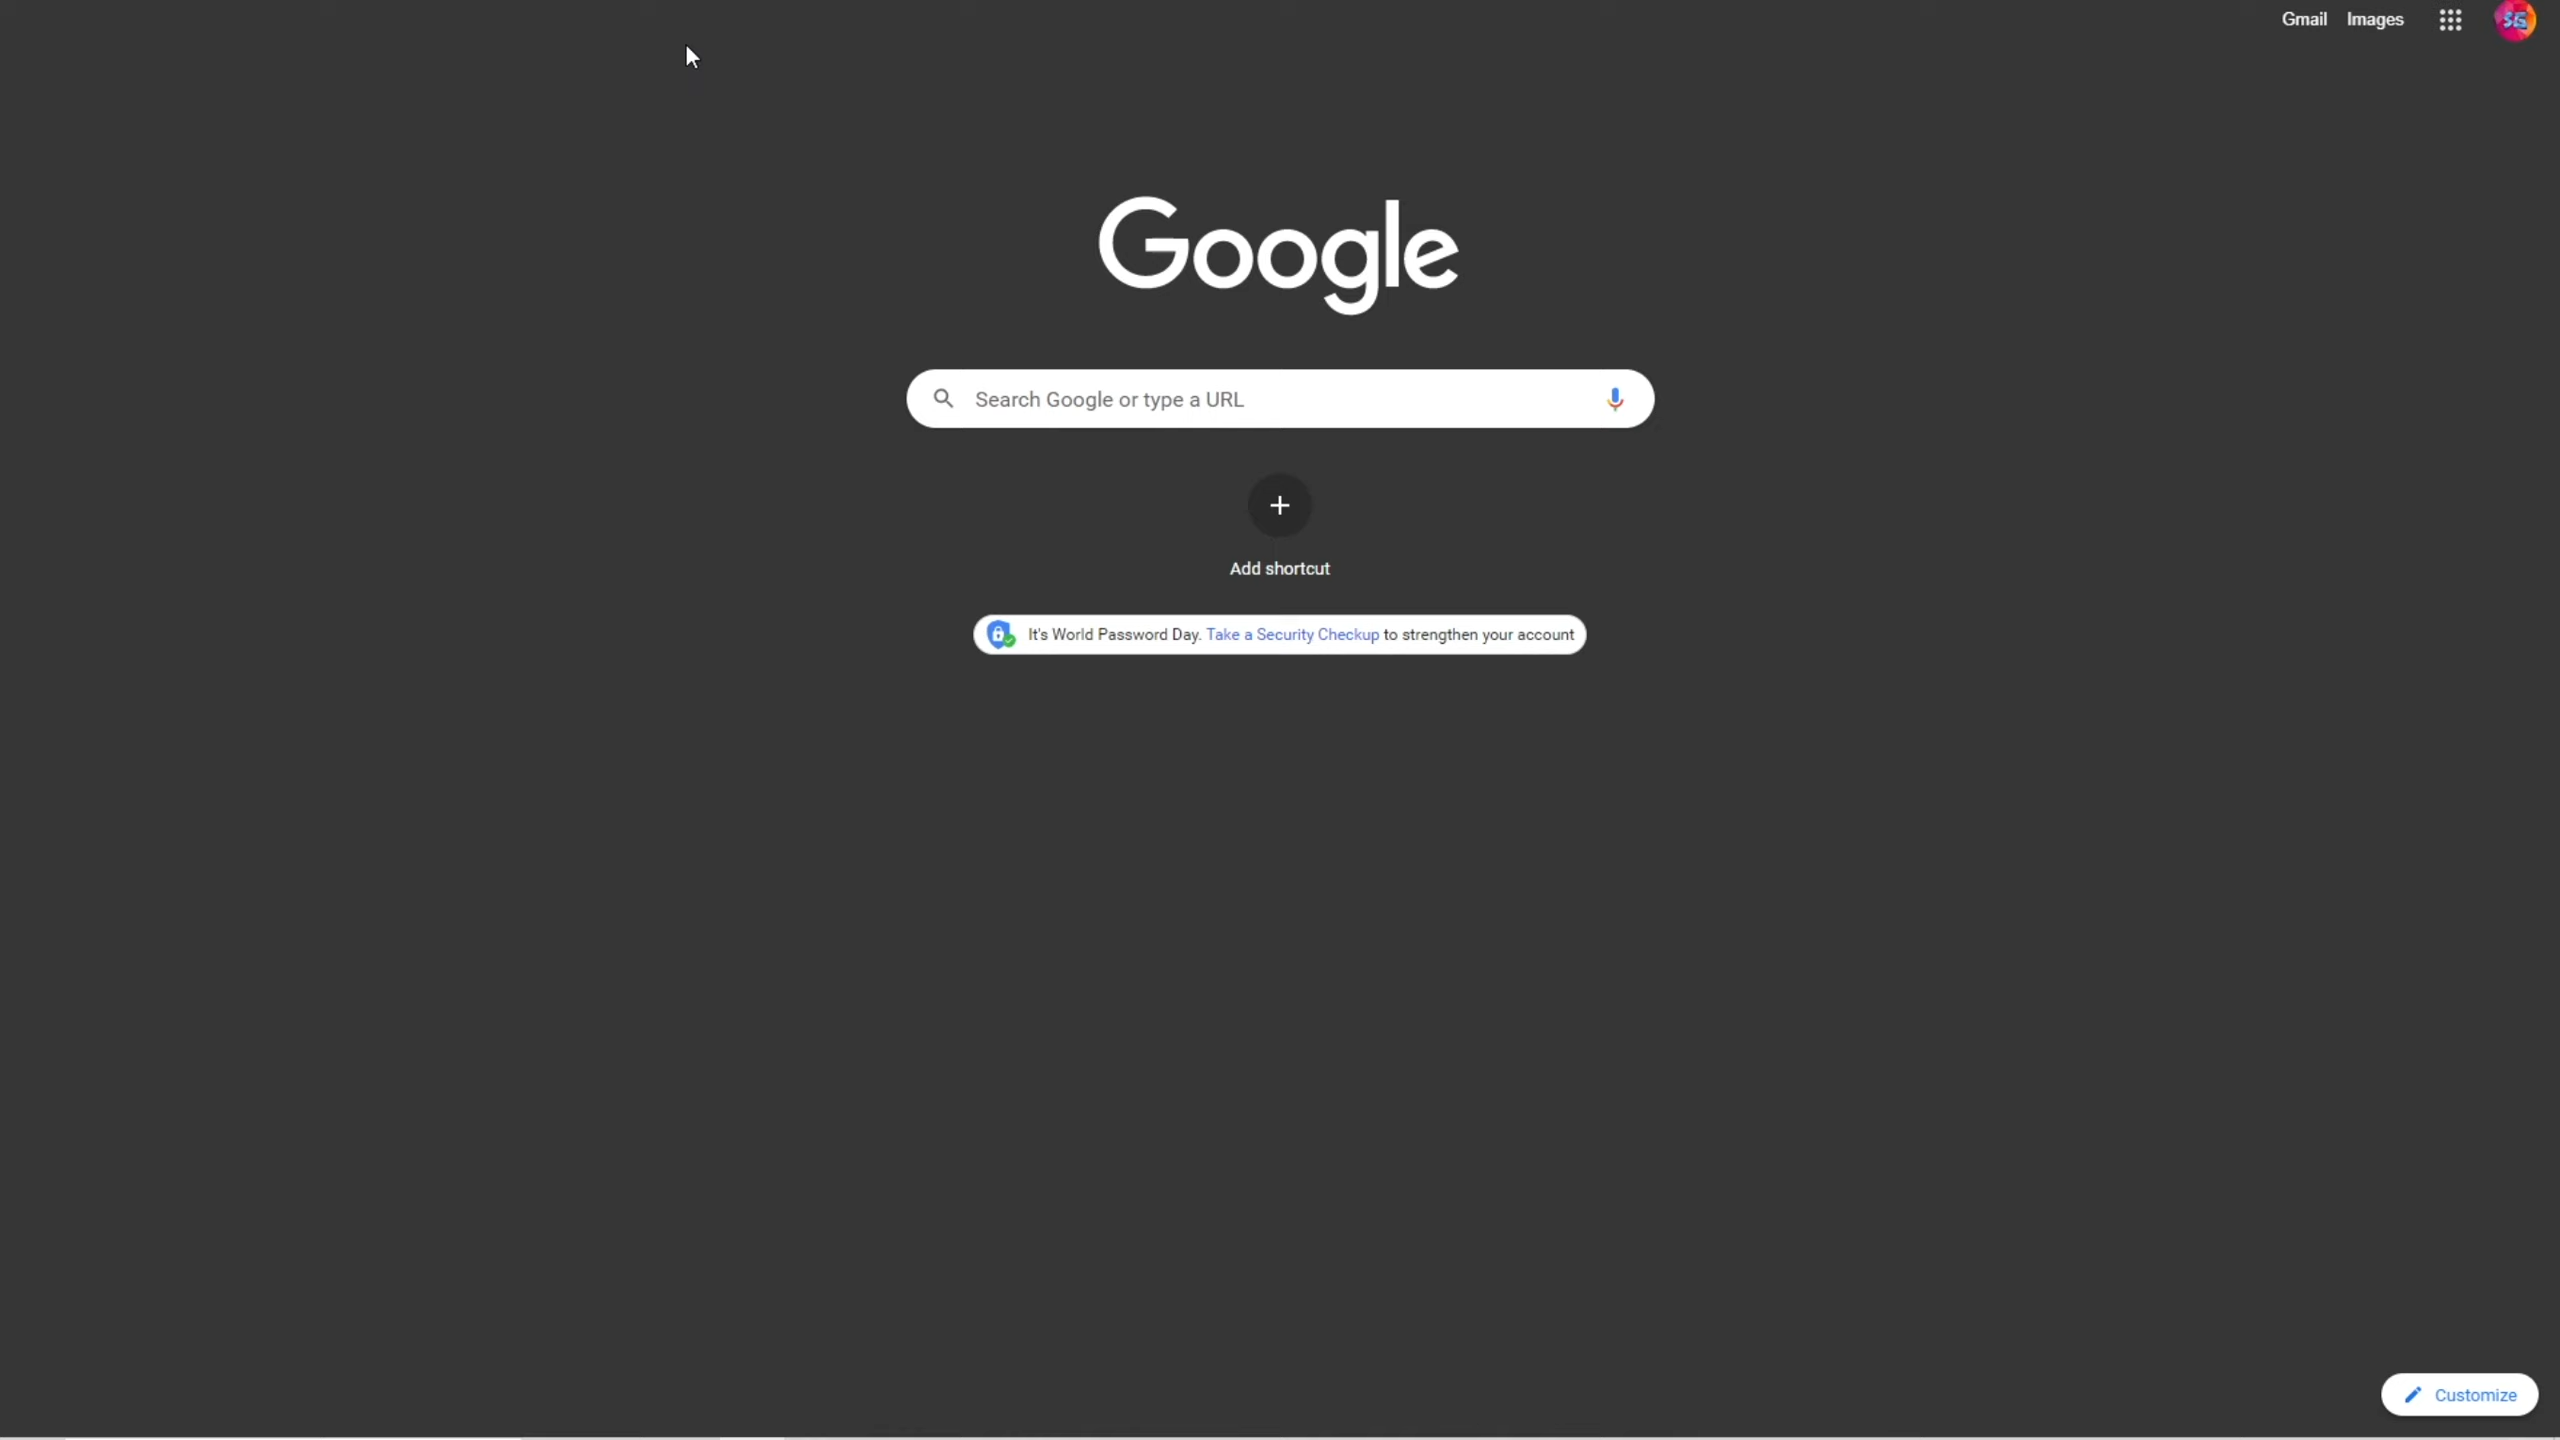 Gmail Images
SG
Google
Search Google or type a URL
Add shortcut
It's World Password Day. Take a Security Checkup to strengthen your account
Customize